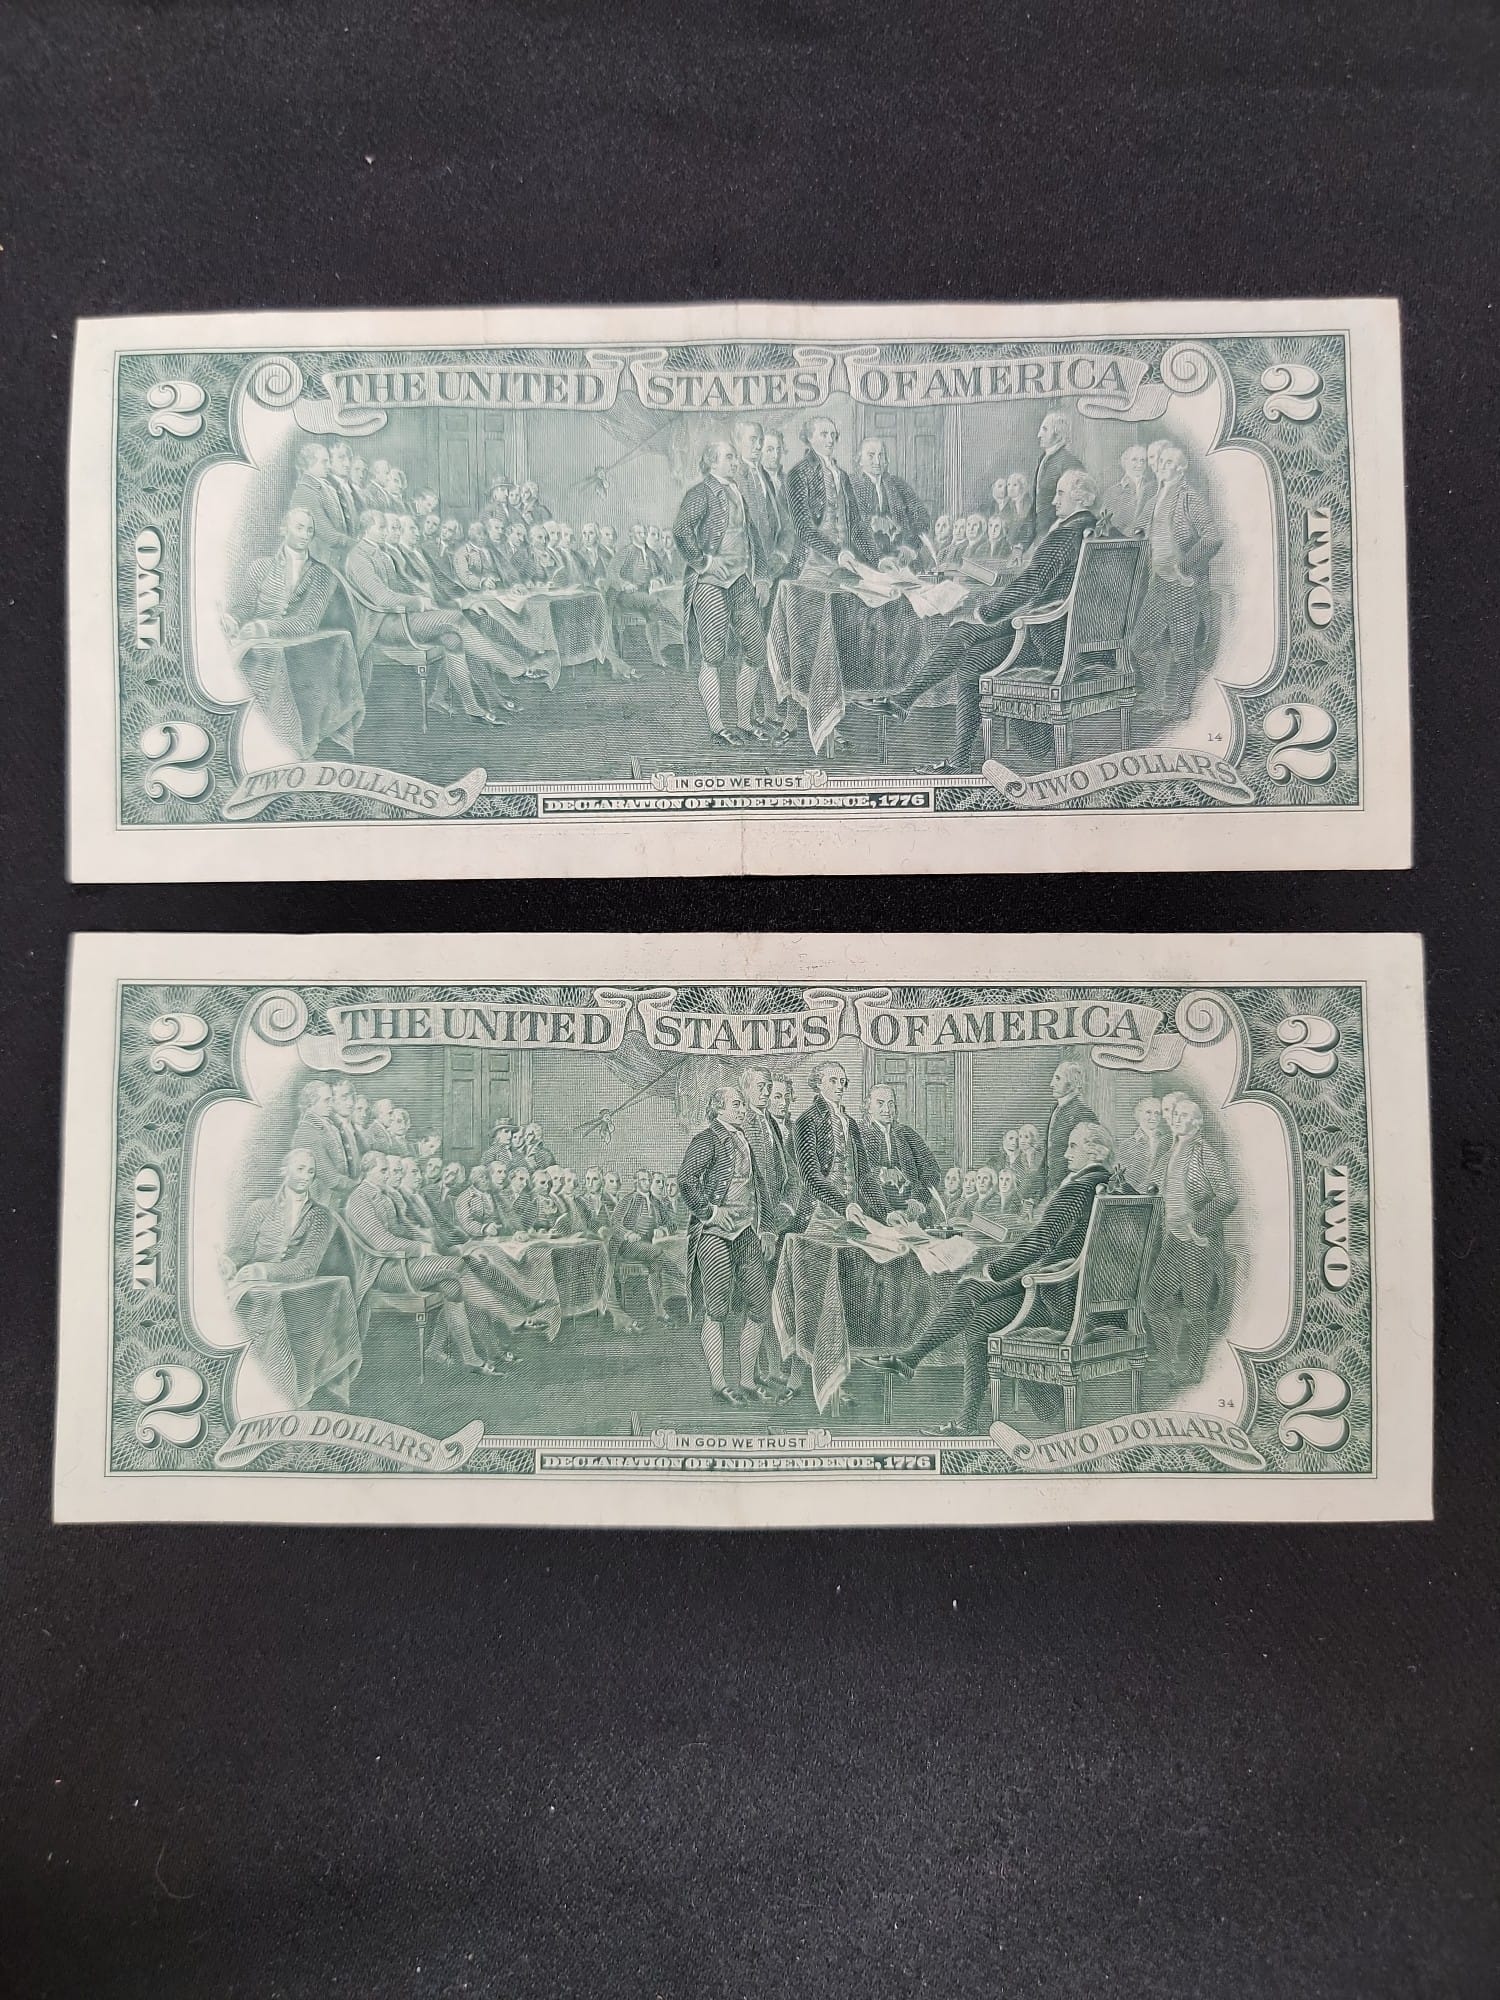 2 THE UNITED STATES OF AMERICA 2
TWO TWO
14
2 TWO DOLLARS IN GOD WE TRUST TWO DOLLARS 2
DECLARATION OF INDEPENDENCE, 1776
2 THE UNITED STATES OF AMERICA 2
TWO TWO
34
2 TWO DOLLARS IN GOD WE TRUST TWO DOLLARS 2
DECLARATION OF INDEPENDENCE, 1776